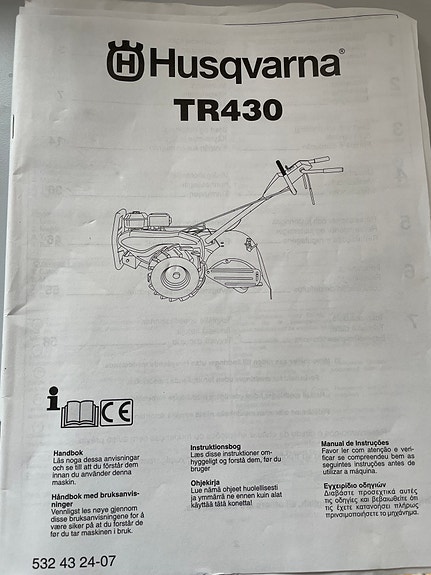 Husqvarna®
TR430
i
CE
Handbok
Läs noga dessa anvisningar
och se till att du förstår dem
innan du använder denna
maskin.
Håndbok med bruksanvis-
ninger
Vennligst les nøye gjennom
disse bruksanvisningene for å
være siker på at du forstår de
før du tar maskinen i bruk.
Instruktionsbog
Læs disse instruktioner om-
hyggeligt og forstå dem, før du
bruger
Ohjekirja
Lue nämä ohjeet huolellisesti
ja ymmärrä ne ennen kuin alat
käyttää tätä konetta!
Manual de Instruções
Favor ler com atenção e veri-
ficar se compreendeu bem as
seguintes instruções antes de
utilizar a máquina.
Εγχειρίδιο οδηγιών
Διαβάστε προσεχτικά αυτές
τις οδηγίες και βεβαιωθείτε ότι
τις έχετε κατανοήσει πλήρως
πριν
532 43 24-07